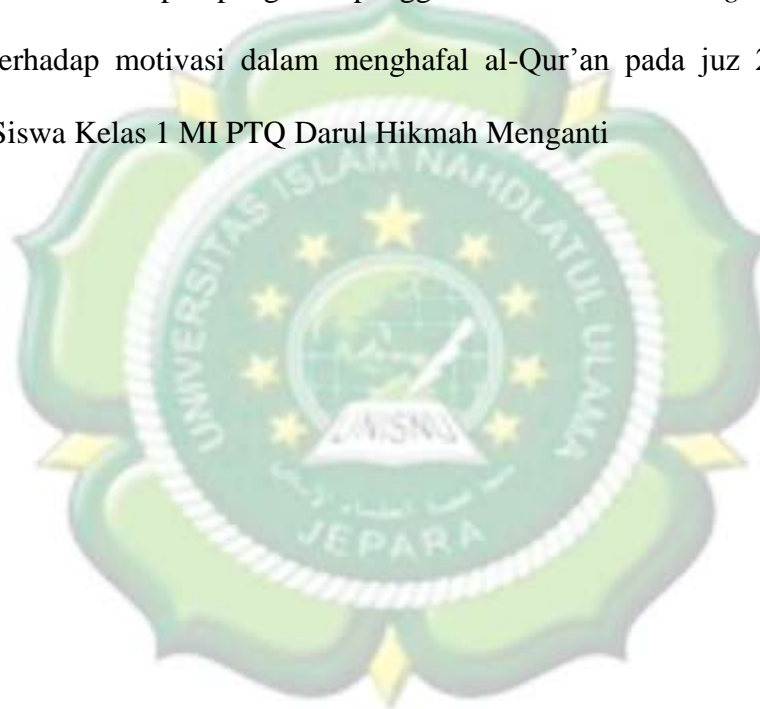 terhadap motivasi dalam menghafal al-Qur’an pada juz 2
Siswa Kelas 1 MI PTQ Darul Hikmah Menganti
UNIVERSITAS ISLAM NAHDLATUL ULAMA
UNISNU
JEPARA